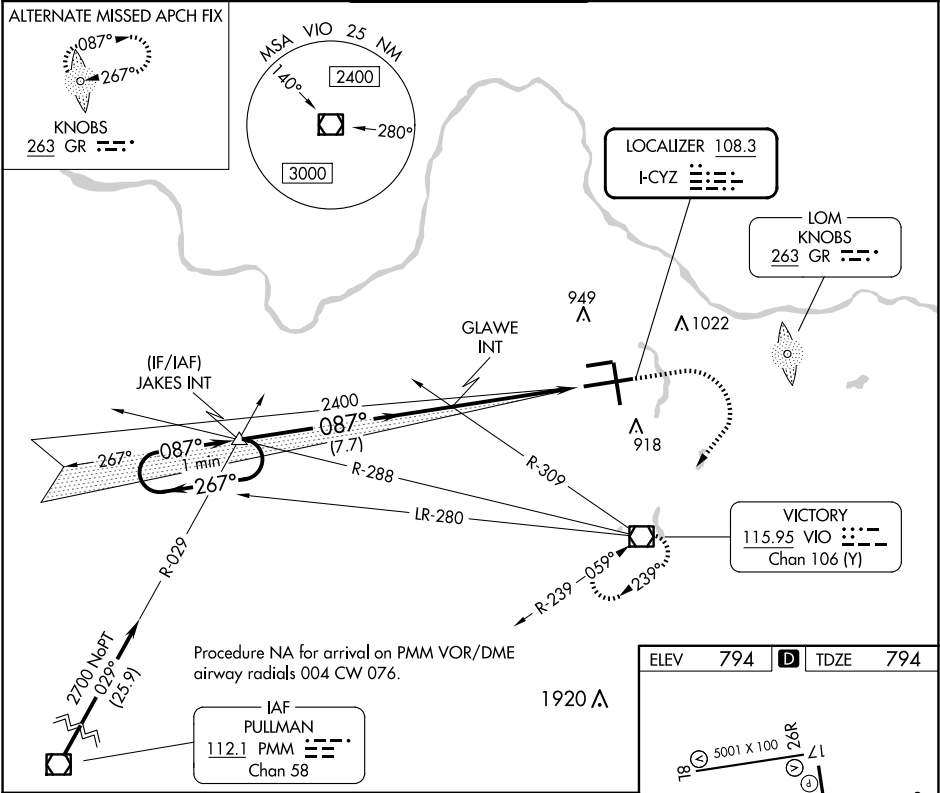 ALTERNATE MISSED APCH FIX
087°
267°
KNOBS
263 GR
MSA VIO 25 NM
140°
2400
280°
3000
LOCALIZER 108.3
I-CYZ
LOM
KNOBS
263 GR
949
1022
GLAWE
INT
(IF/IAF)
JAKES INT
2400
087°
(7.7)
918
267°
087°
1 min
267°
R-288
R-309
LR-280
VICTORY
115.95 VIO
Chan 106 (Y)
R-029
R-239
059°
239°
2700 NoPT
029°
(25.9)
Procedure NA for arrival on PMM VOR/DME
airway radials 004 CW 076.
1920
IAF
PULLMAN
112.1 PMM
Chan 58
ELEV 794 D TDZE 794
8L
V
5001 X 100
26R
V
17
P